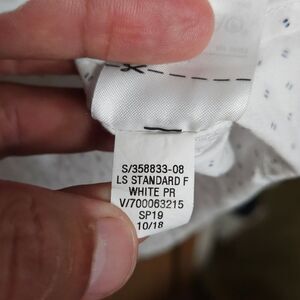 S/358833-08
LS STANDARD F
WHITE PR
V/700063215
SP19
10/18